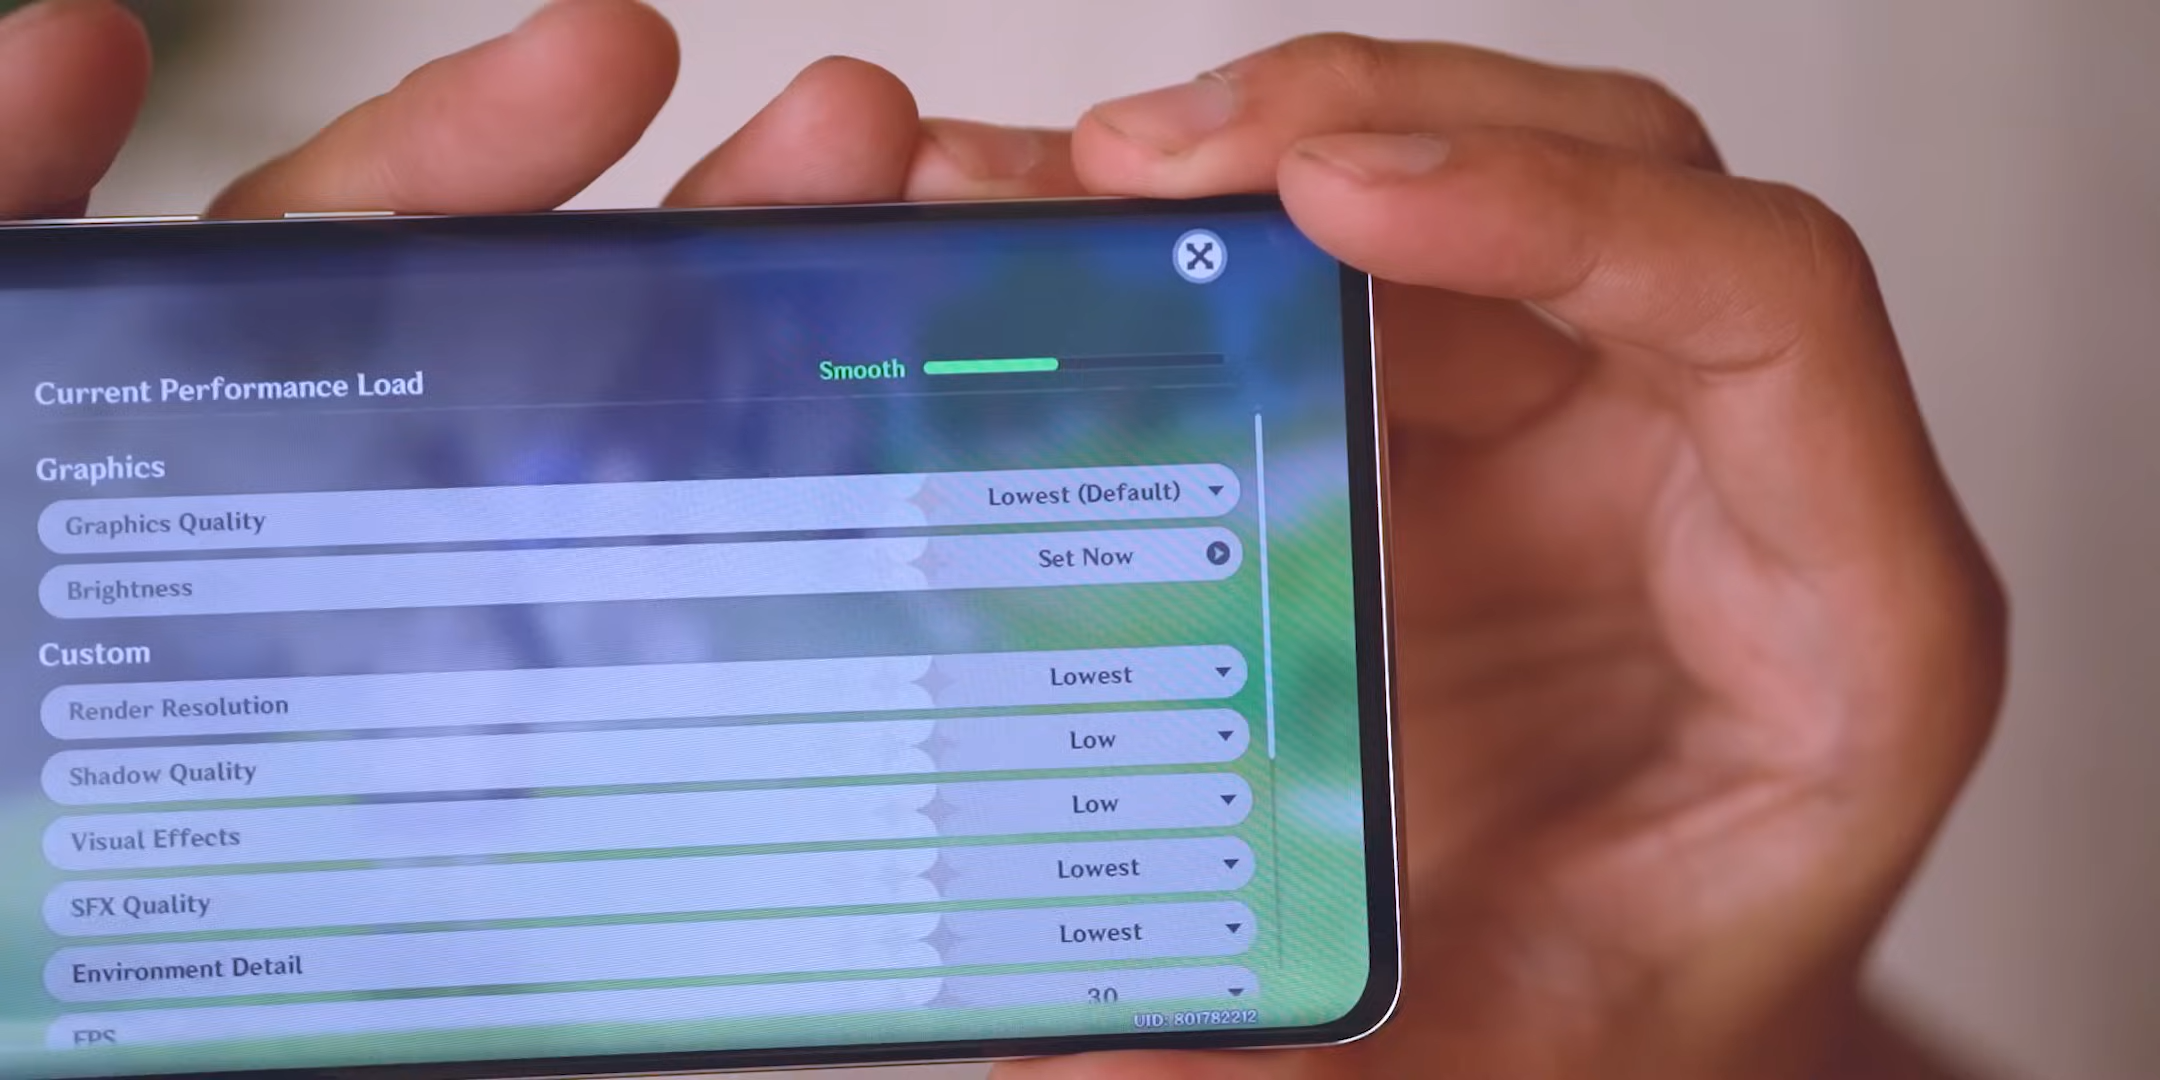 Current Performance Load
Smooth
Graphics
Graphics Quality
Lowest (Default)
Brightness
Set Now
Custom
Render Resolution
Lowest
Shadow Quality
Low
Visual Effects
Low
SFX Quality
Lowest
Environment Detail
Lowest
FPS
30
UID: 801782212